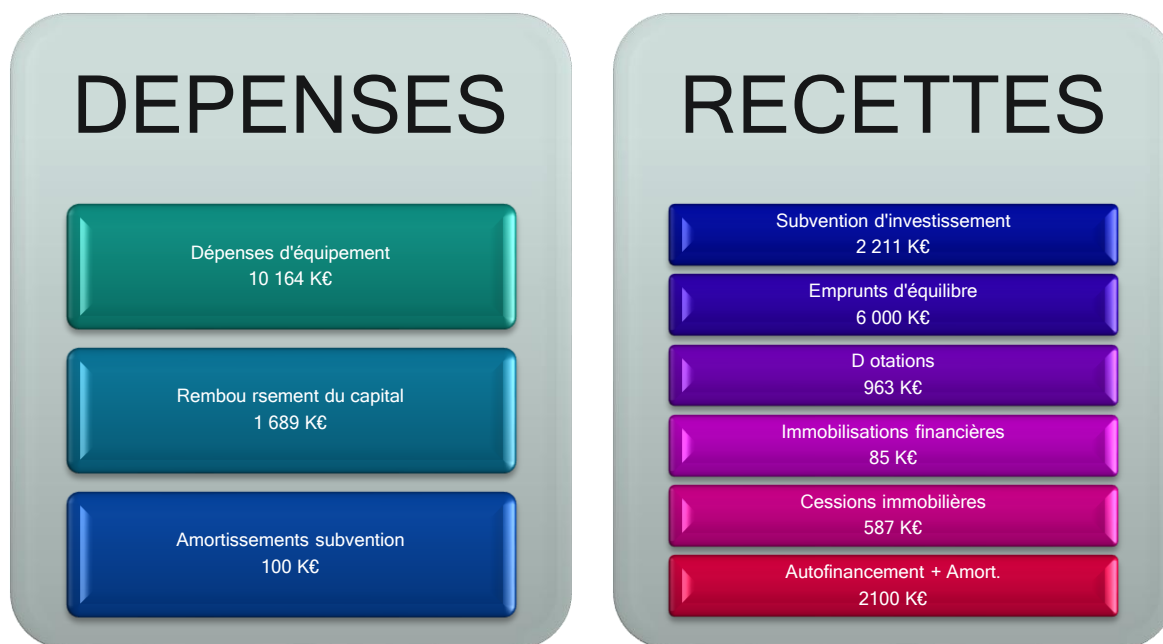 DEPENSES
Dépenses d'équipement
10 164 K€
Rembou rsement du capital
1 689 K€
Amortissements subvention
100 K€
RECETTES
Subvention d'investissement
2 211 K€
Emprunts d'équilibre
6 000 K€
D otations
963 K€
Immobilisations financières
85 K€
Cessions immobilières
587 K€
Autofinancement + Amort.
2100 K€